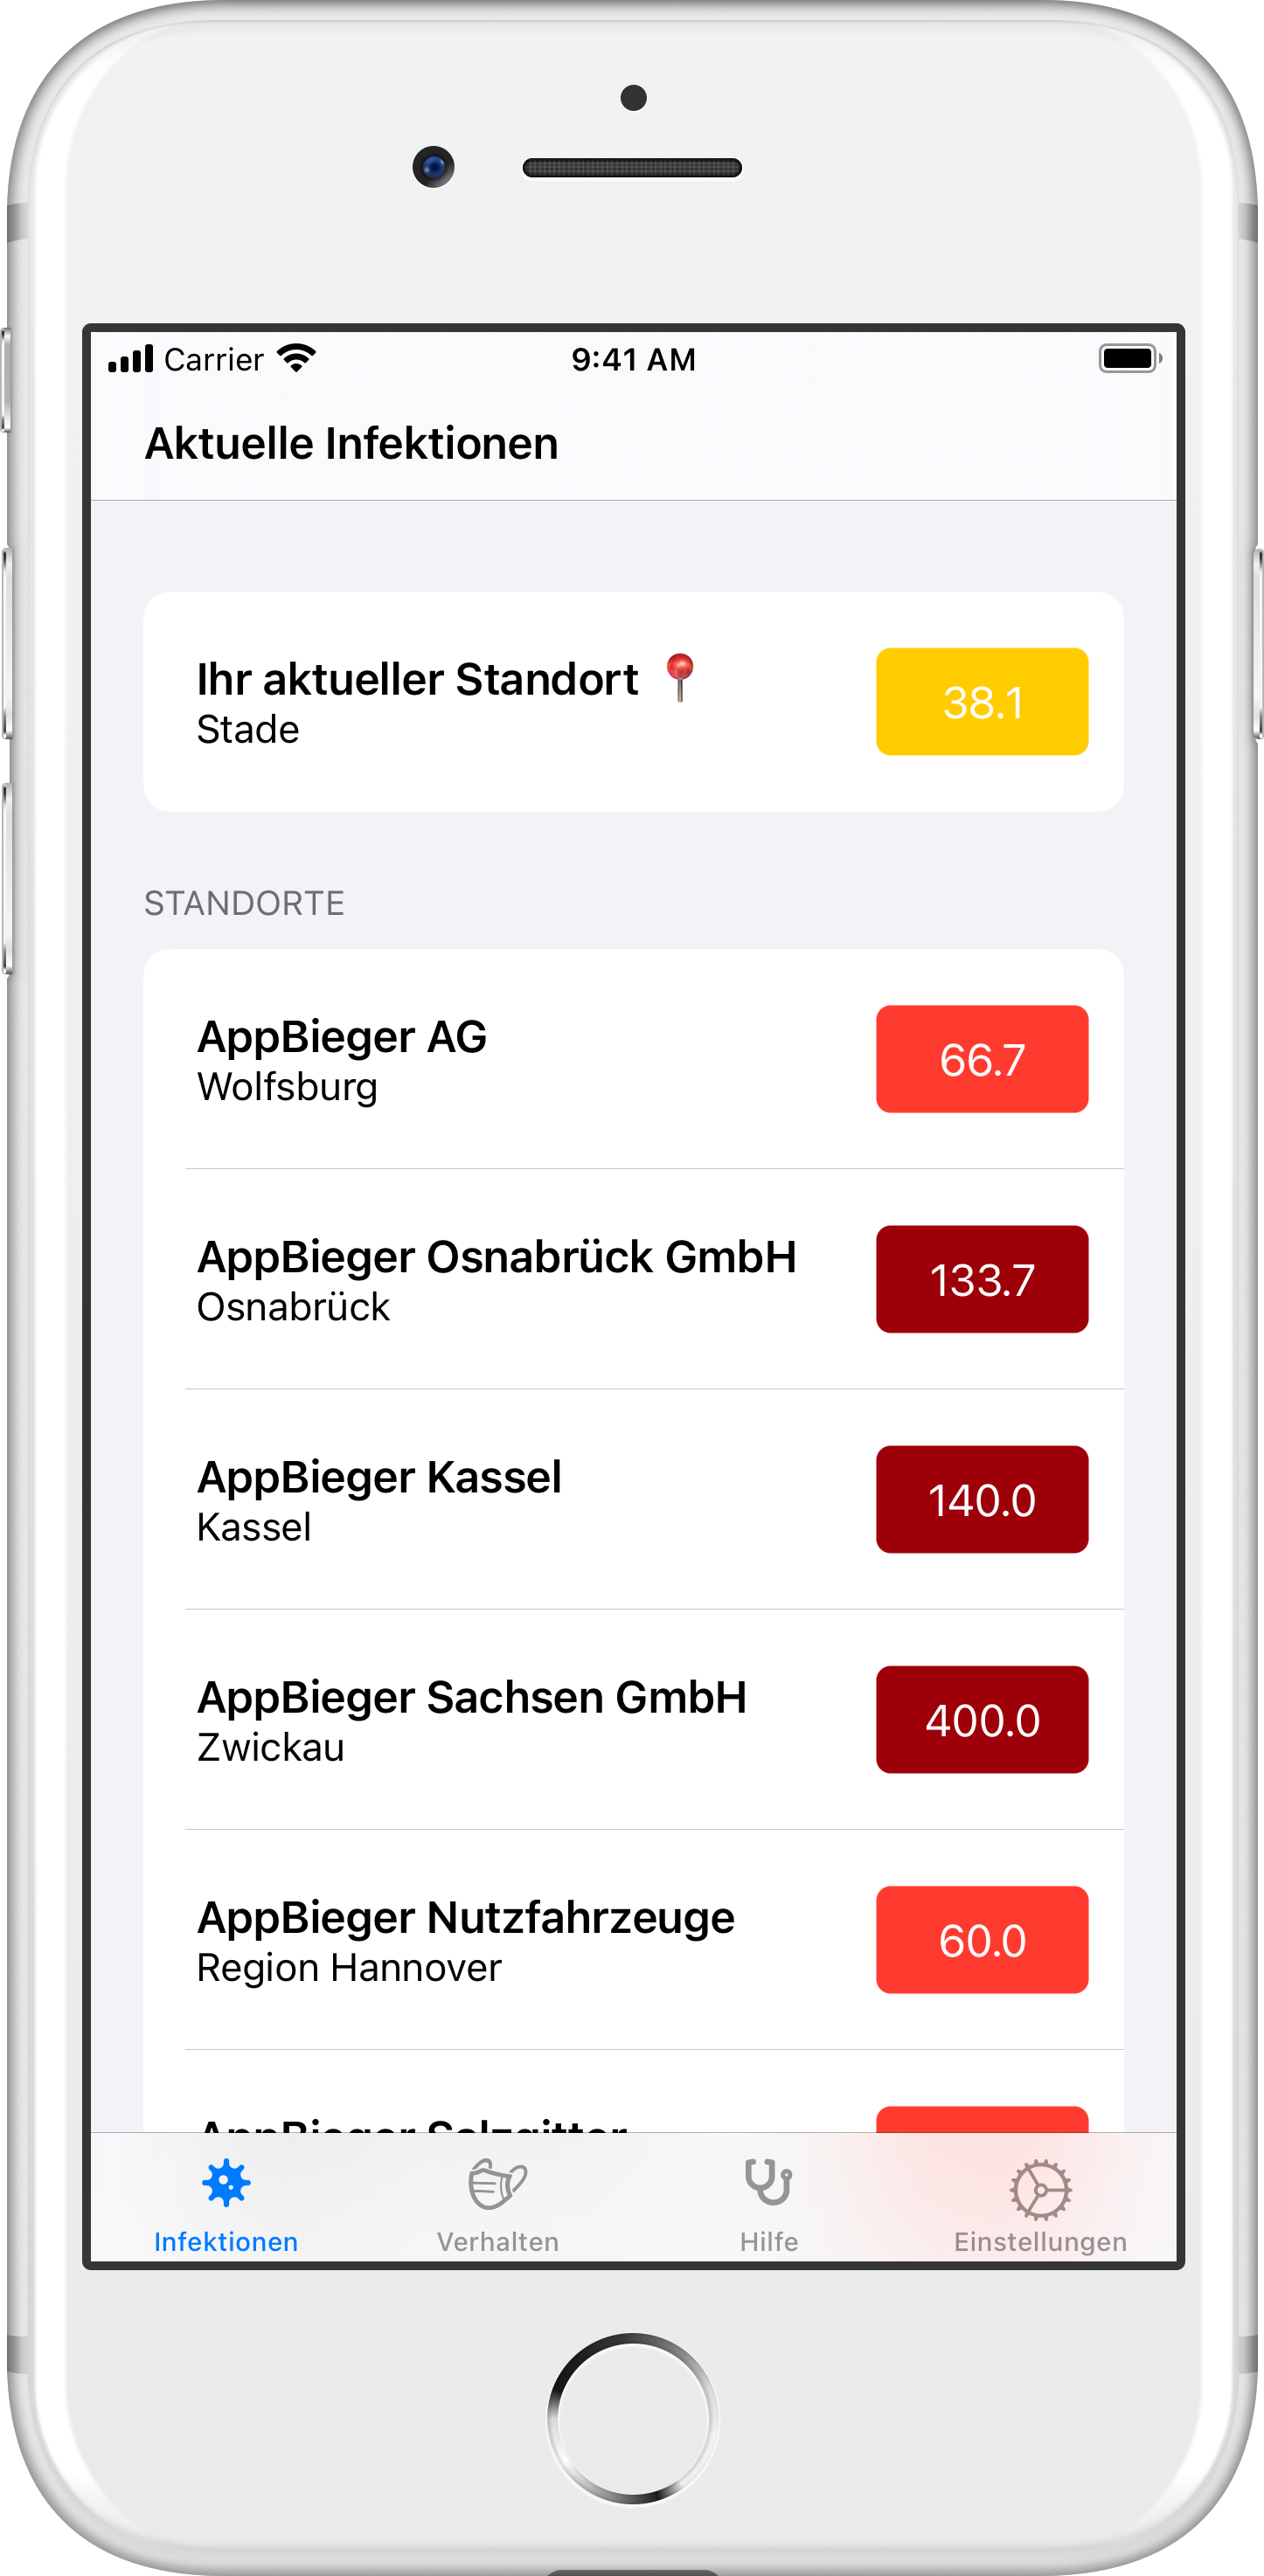 Carrier 9:41 AM
Aktuelle Infektionen
Ihr aktueller Standort
Stade
38.1
STANDORTE
AppBieger AG
Wolfsburg
66.7
AppBieger Osnabrück GmbH
Osnabrück
133.7
AppBieger Kassel
Kassel
140.0
AppBieger Sachsen GmbH
Zwickau
400.0
AppBieger Nutzfahrzeuge
Region Hannover
60.0
AppBieger Salzgitter
Infektionen Verhalten Hilfe Einstellungen